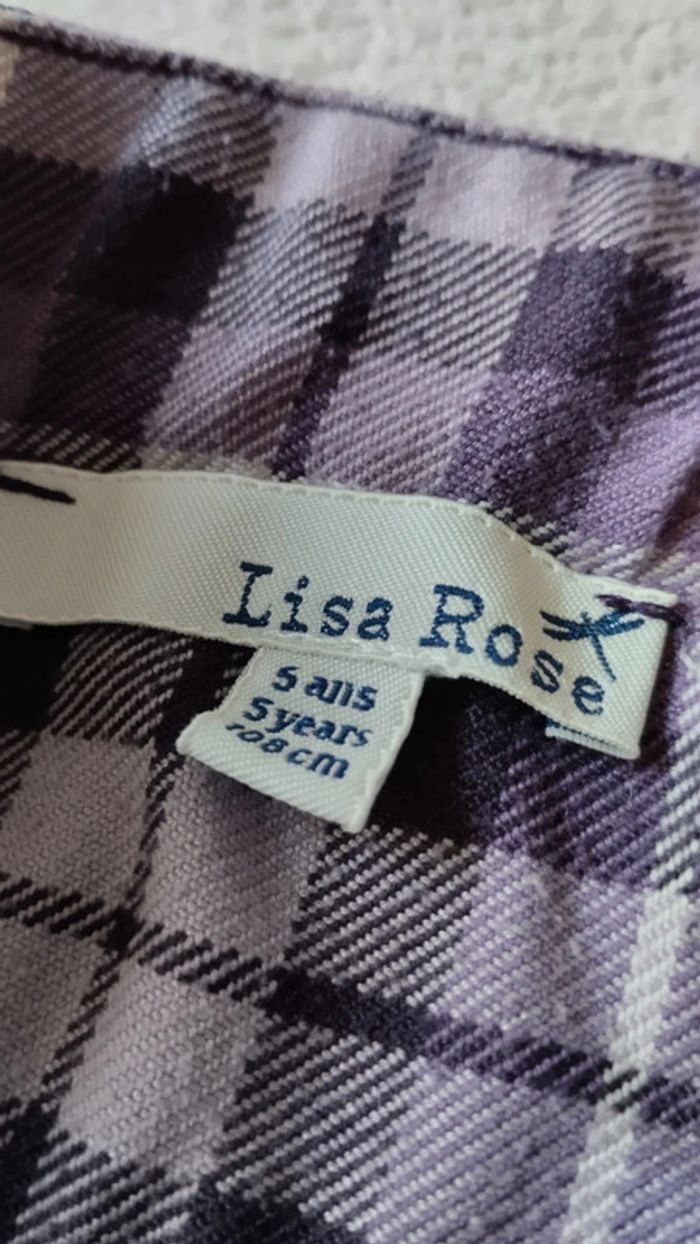 Lisa Rose
5 ans
5 years
108 cm